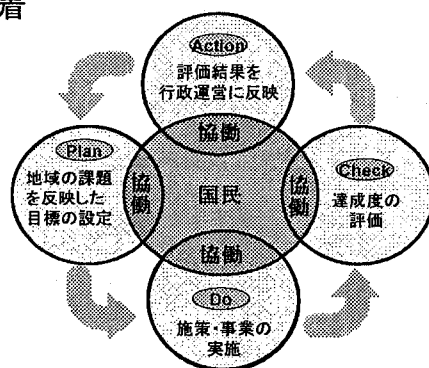 着
Action
評価結果を
行政運営に反映
協働
Plan
地域の課題
を反映した
目標の設定
協働
国民
協働
Check
達成度の
評価
協働
Do
施策・事業の
実施